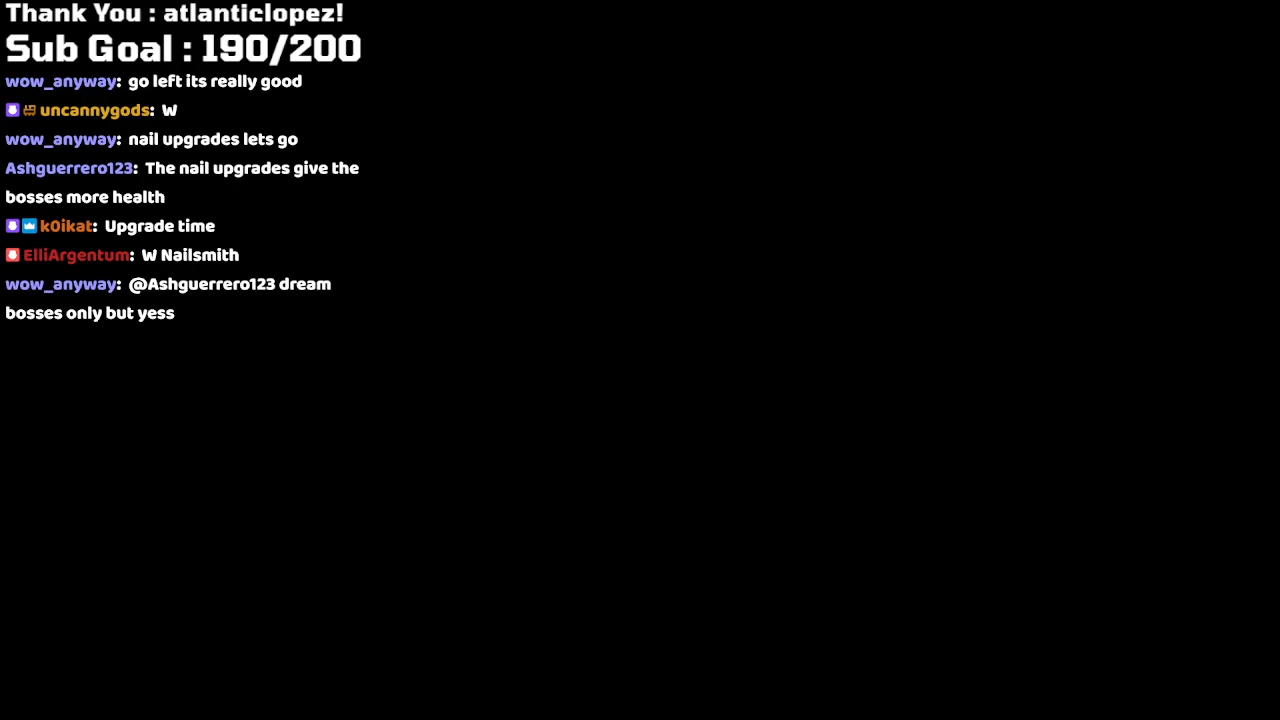 Thank You : atlanticlopez!
Sub Goal : 190/200
wow_anyway: go left its really good
uncannygods: W
wow_anyway: nail upgrades lets go
Ashguerrero123: The nail upgrades give the
bosses more health
k0ikat: Upgrade time
ElliArgentum: W Nailsmith
wow_anyway: @Ashguerrero123 dream
bosses only but yess